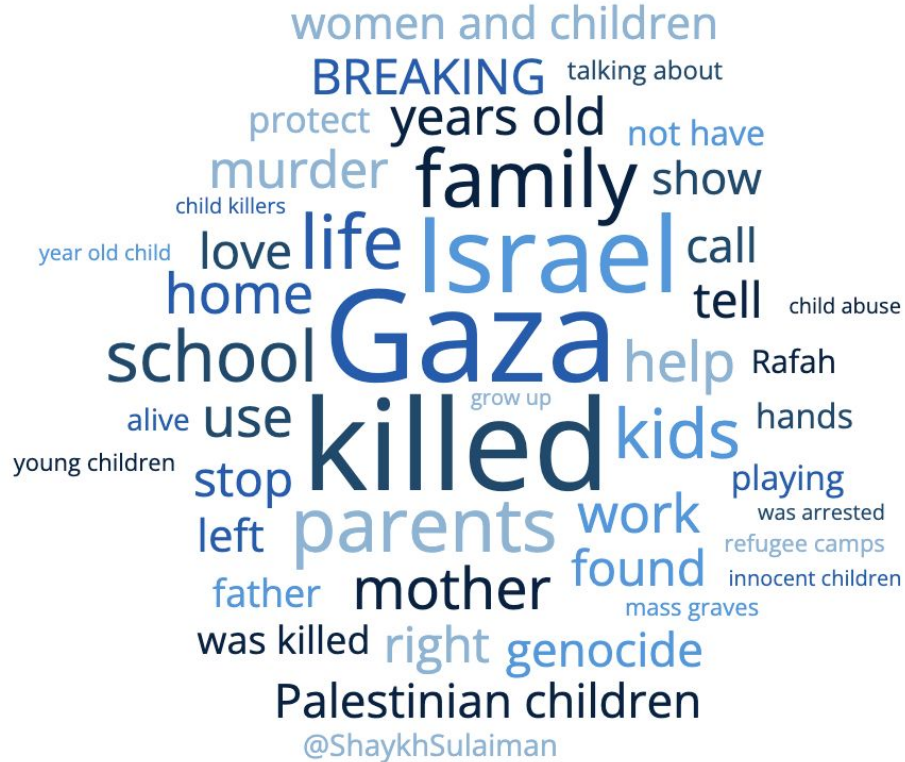 women and children
BREAKING talking about
protect years old not have
murder family show
child killers
year old child love life Israel call
home tell child abuse
school Gaza help Rafah
grow up
alive use killed kids hands
young children stop playing
left parents work was arrested
refugee camps
father mother found innocent children
mass graves
was killed right genocide
Palestinian children
@ShaykhSulaiman